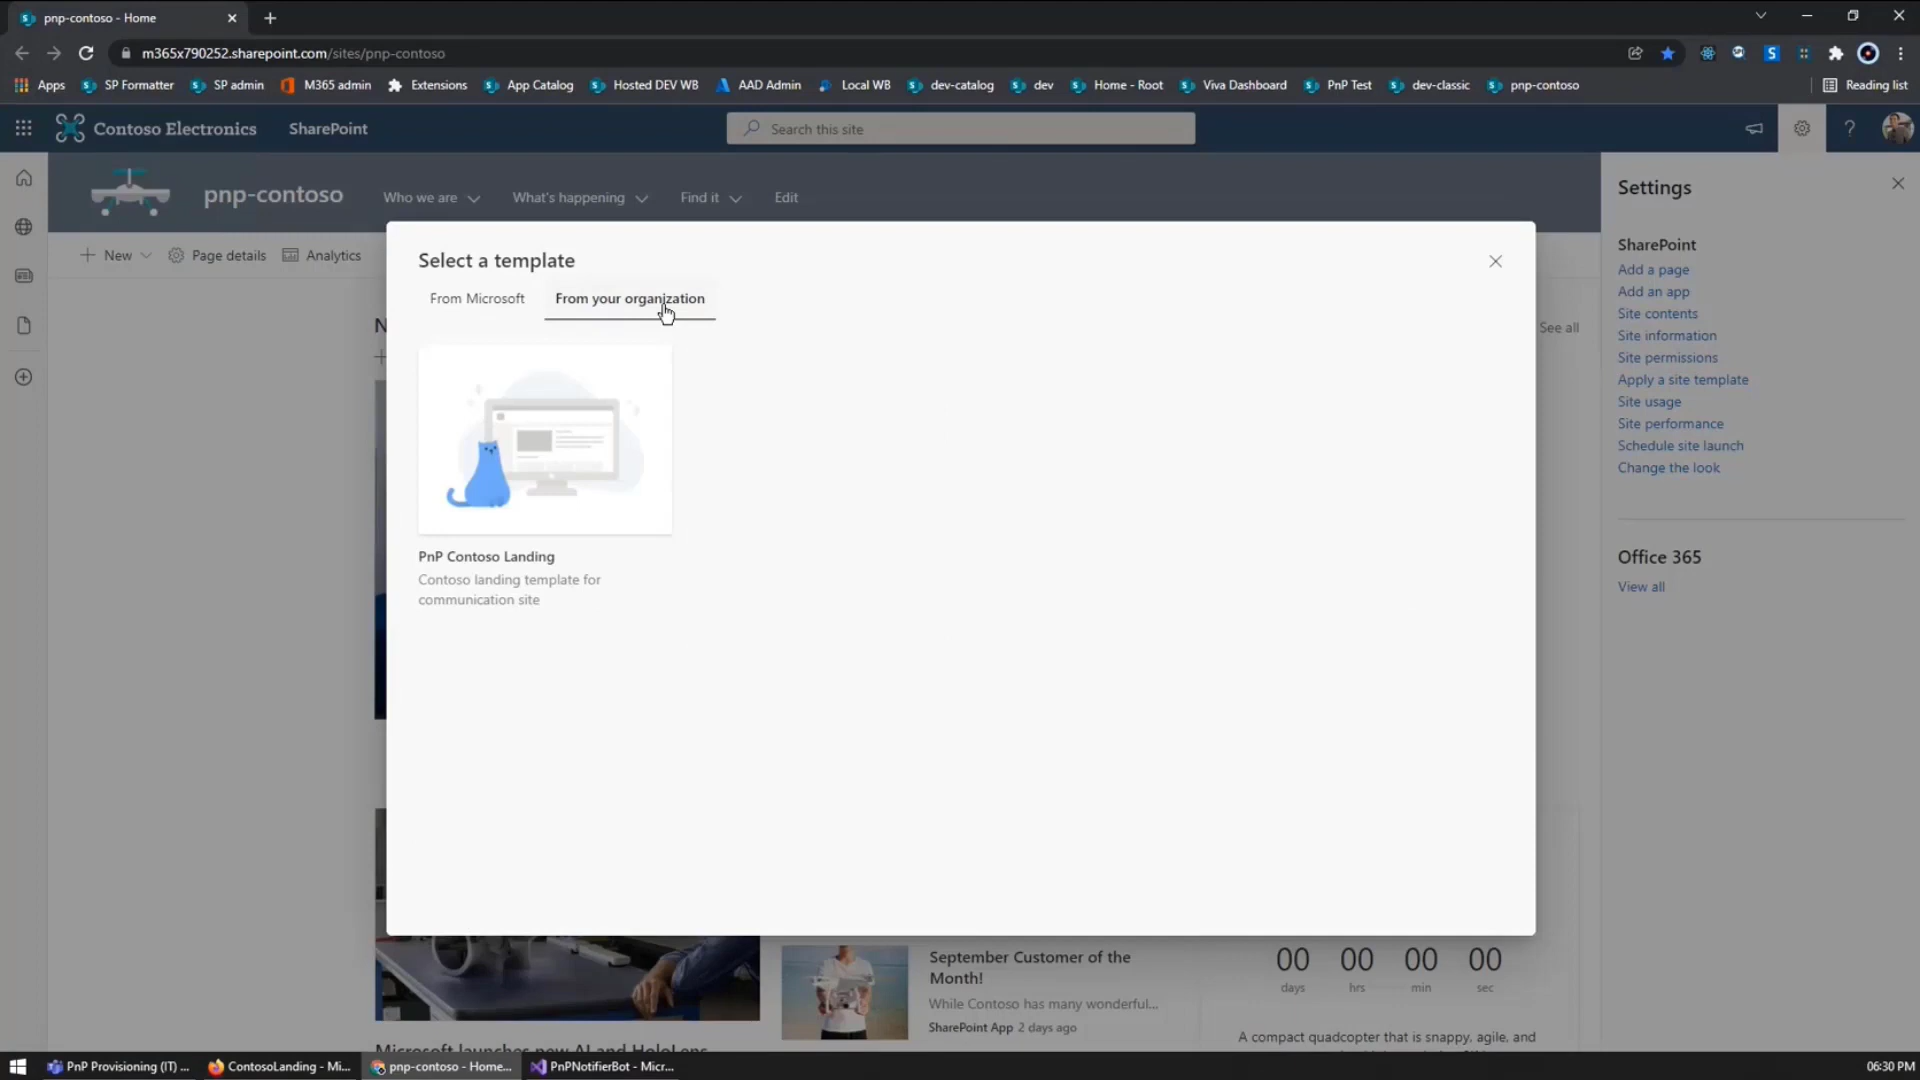 pnp-contoso - Home
m365x790252.sharepoint.com/sites/pnp-contoso
Apps SP Formatter SP admin M365 admin Extensions App Catalog Hosted DEV WB AAD Admin Local WB dev-catalog dev Home - Root Viva Dashboard PnP Test dev-classic pnp-contoso Reading list
Contoso Electronics SharePoint Search this site ?
pnp-contoso Who we are What's happening Find it Edit
New Page details Analytics
N
See all
Select a template
From Microsoft From your organization
PnP Contoso Landing
Contoso landing template for
communication site
Settings
SharePoint
Add a page
Add an app
Site contents
Site information
Site permissions
Apply a site template
Site usage
Site performance
Schedule site launch
Change the look
Office 365
View all
September Customer of the
Month!
While Contoso has many wonderful...
SharePoint App 2 days ago
00 00 00 00
days hrs min sec
A compact quadcopter that is snappy, agile, and
Microsoft launches new AI and HoloLens
PnP Provisioning (IT) ... ContosoLanding - Mi... pnp-contoso - Home... PnPNotifierBot - Micr... 06:30 PM